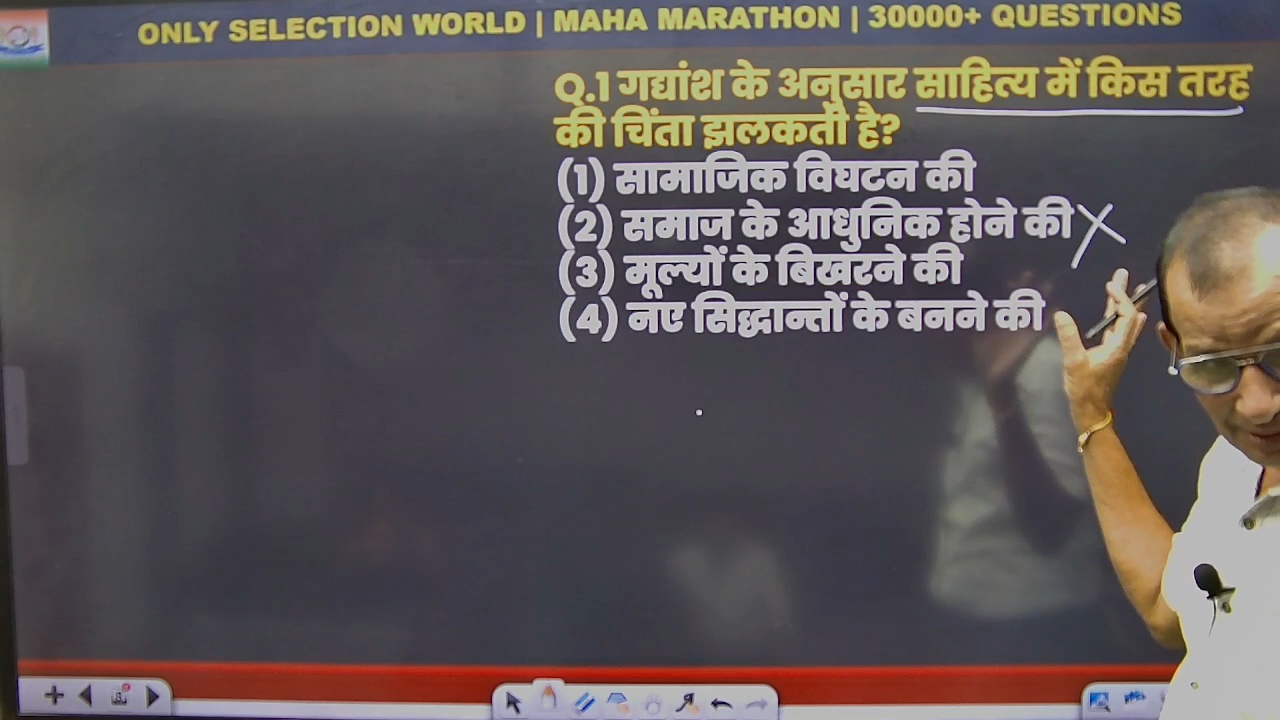 ONLY SELECTION WORLD | MAHA MARATHON | 30000+ QUESTIONS
Q.1 गद्यांश के अनुसार साहित्य में किस तरह
की चिंता झलकती है?
(1) सामाजिक विघटन की
(2) समाज के आधुनिक होने की
(3) मूल्यों के बिखरने की
(4) नए सिद्धान्तों के बनने की